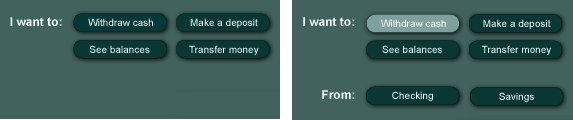 I want to: Withdraw cash Make a deposit
See balances Transfer money
I want to: Withdraw cash Make a deposit
See balances Transfer money
From: Checking Savings